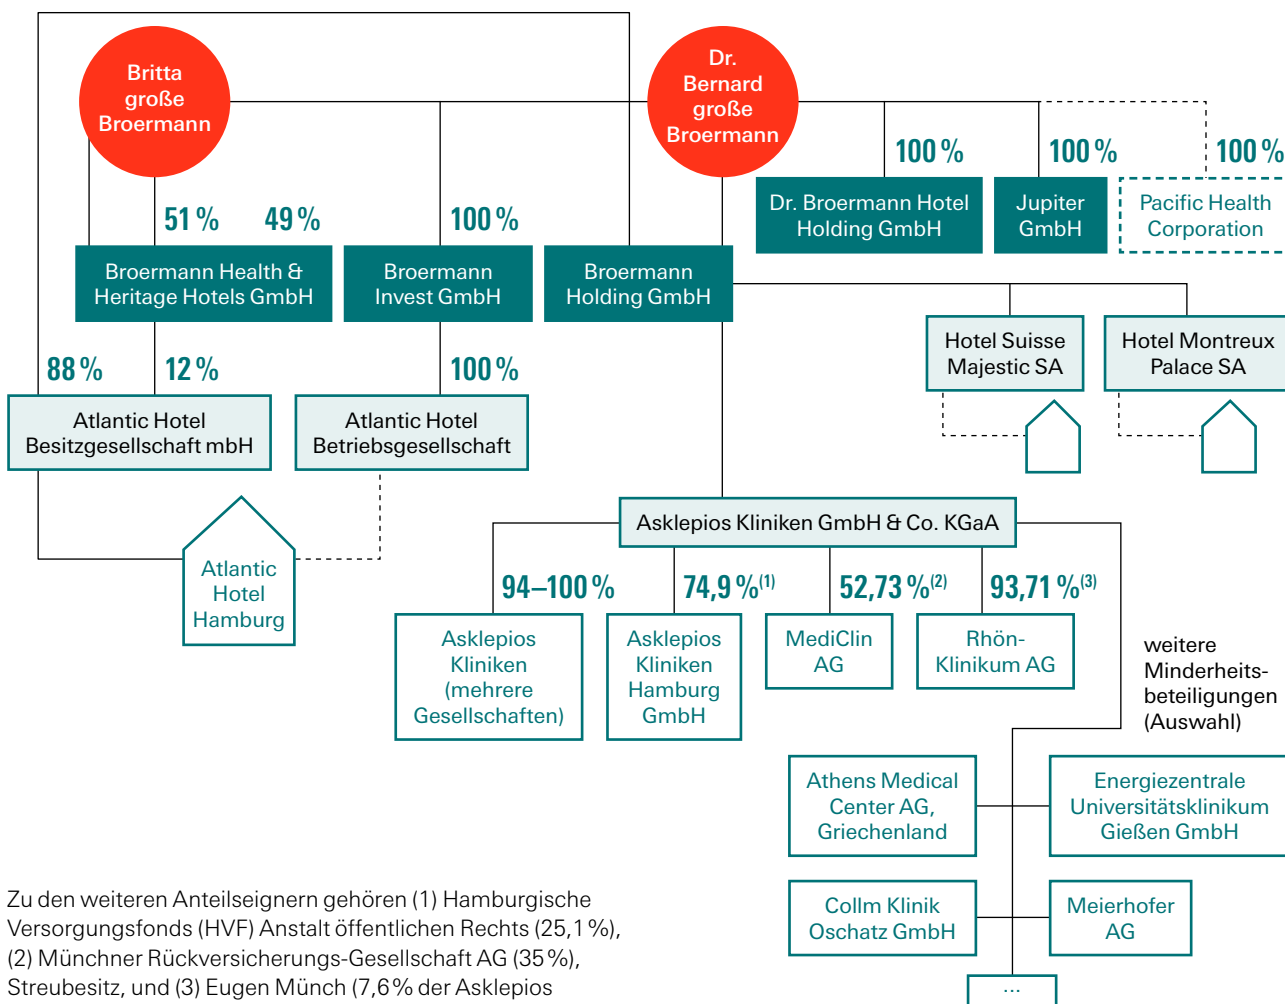 Britta
große
Broermann
Dr.
Bernard
große
Broermann
100 %
100 %
100 %
Dr. Broermann Hotel
Holding GmbH
Jupiter
GmbH
Pacific Health
Corporation
51 %
49 %
100 %
Broermann Health &
Heritage Hotels GmbH
Broermann
Invest GmbH
Broermann
Holding GmbH
Hotel Suisse
Majestic SA
Hotel Montreux
Palace SA
88 %
12 %
100 %
Atlantic Hotel
Besitzgesellschaft mbH
Atlantic Hotel
Betriebsgesellschaft
Atlantic
Hotel
Hamburg
Asklepios Kliniken GmbH & Co. KGaA
94–100 %
74,9 %(1)
52,73 %(2)
93,71 %(3)
Asklepios
Kliniken
(mehrere
Gesellschaften)
Asklepios
Kliniken
Hamburg
GmbH
MediClin
AG
Rhön-
Klinikum AG
weitere
Minderheits-
beteiligungen
(Auswahl)
Athens Medical
Center AG,
Griechenland
Energiezentrale
Universitätsklinikum
Gießen GmbH
Collm Klinik
Oschatz GmbH
Meierhofer
AG
...
Zu den weiteren Anteilseignern gehören (1) Hamburgische
Versorgungsfonds (HVF) Anstalt öffentlichen Rechts (25,1 %),
(2) Münchner Rückversicherungs-Gesellschaft AG (35 %),
Streubesitz, und (3) Eugen Münch (7,6 % der Asklepios